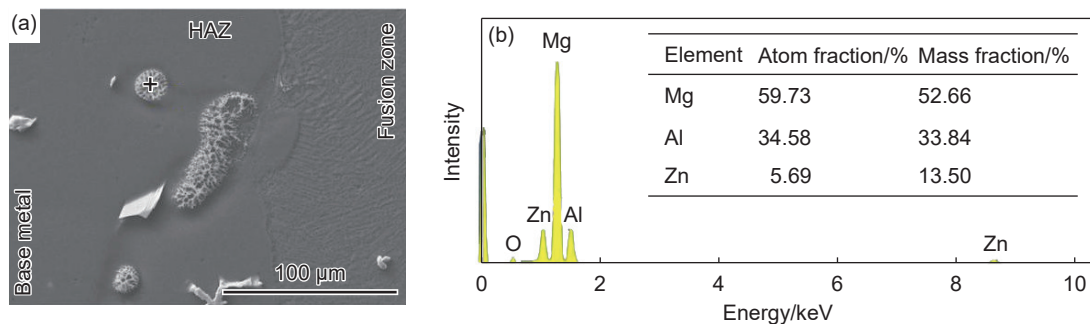 (a)
HAZ
Base metal
Fusion zone
+
100 μm
(b)
Mg
Intensity
O
Zn
Al
Zn
0
2
4
6
8
10
Energy/keV
Element Atom fraction/% Mass fraction/%
Mg 59.73 52.66
Al 34.58 33.84
Zn 5.69 13.50